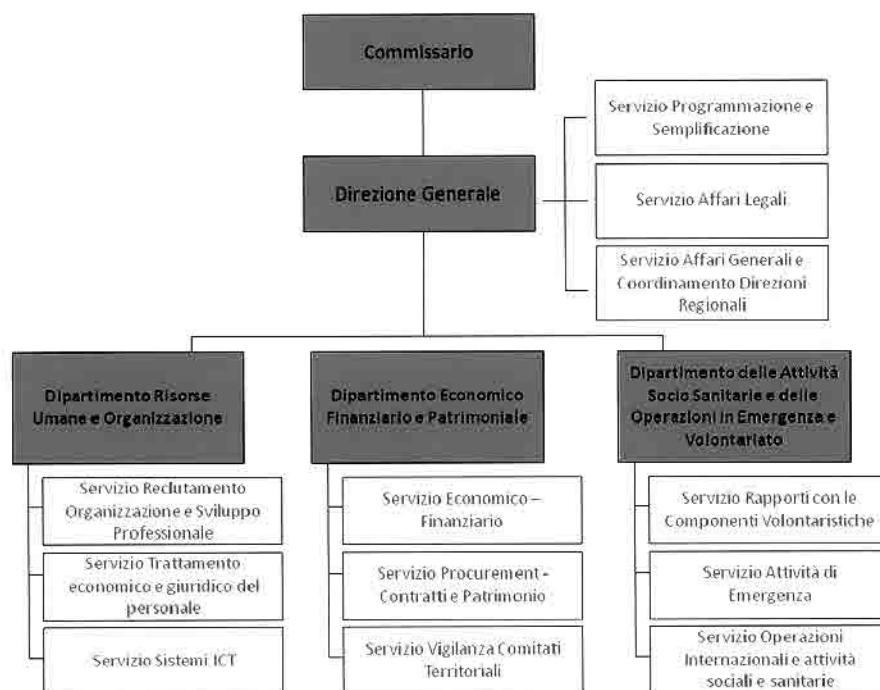 Commissario
Servizio Programmazione e
Semplificazione
Direzione Generale
Servizio Affari Legali
Servizio Affari Generali e
Coordinamento Direzioni
Regionali
Dipartimento Risorse
Umane e Organizzazione
Dipartimento Economico
Finanziario e Patrimoniale
Dipartimento delle Attività
Socio Sanitarie e delle
Operazioni in Emergenza e
Volontariato
Servizio Reclutamento
Organizzazione e Sviluppo
Professionale
Servizio Trattamento
economico e giuridico del
personale
Servizio Sistemi ICT
Servizio Economico –
Finanziario
Servizio Procurement -
Contratti e Patrimonio
Servizio Vigilanza Comitati
Territoriali
Servizio Rapporti con le
Componenti Volontaristiche
Servizio Attività di
Emergenza
Servizio Operazioni
Internazionali e attività
sociali e sanitarie